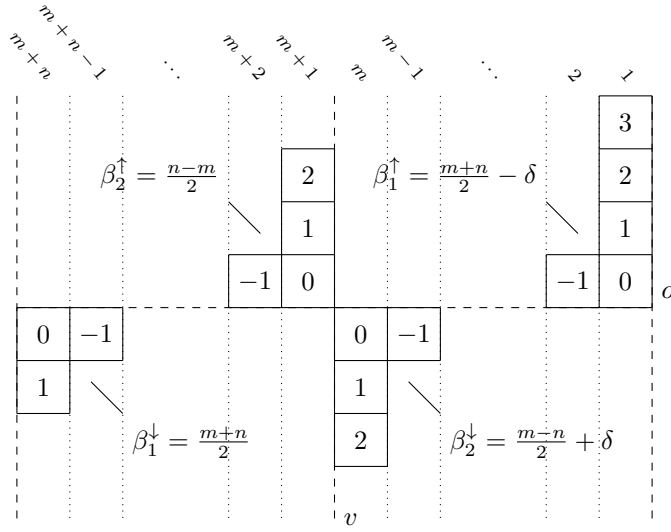 m + n  m + n − 1  ...  m + 2  m + 1  m  m − 1  ...  2  1
3
β₂↑ = (n−m)/2  2  β₁↑ = (m+n)/2 − δ  2
1  1
−1  0  −1  0  o
0  −1  0  −1
1  1
β₁↓ = (m+n)/2  2  β₂↓ = (m−n)/2 + δ
v